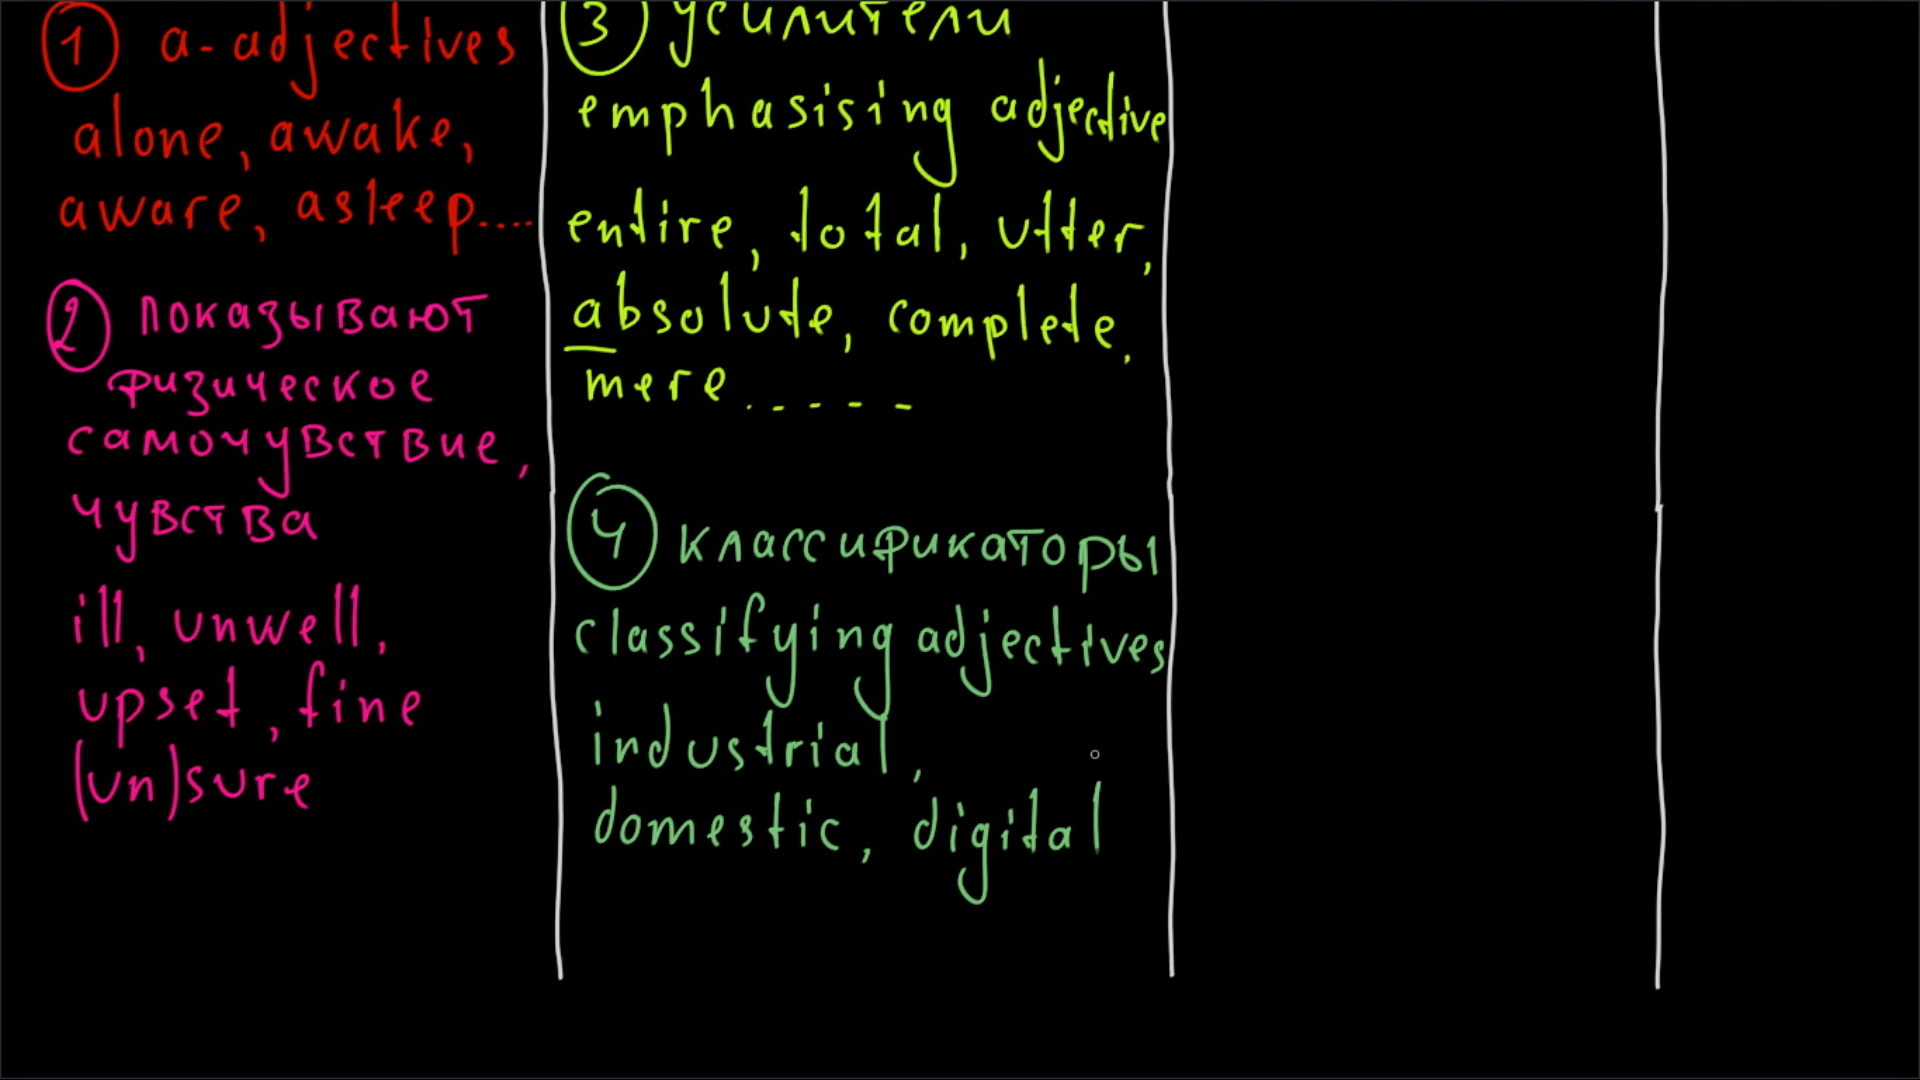 1 a-adjectives
alone, awake,
aware, asleep....
2 показывают
физическое
самочувствие,
чувства
ill, unwell,
upset, fine
(un)sure
3 усилители
emphasising adjective
entire, total, utter,
absolute, complete,
mere.----
4 классификаторы
classifying adjectives
industrial,
domestic, digital